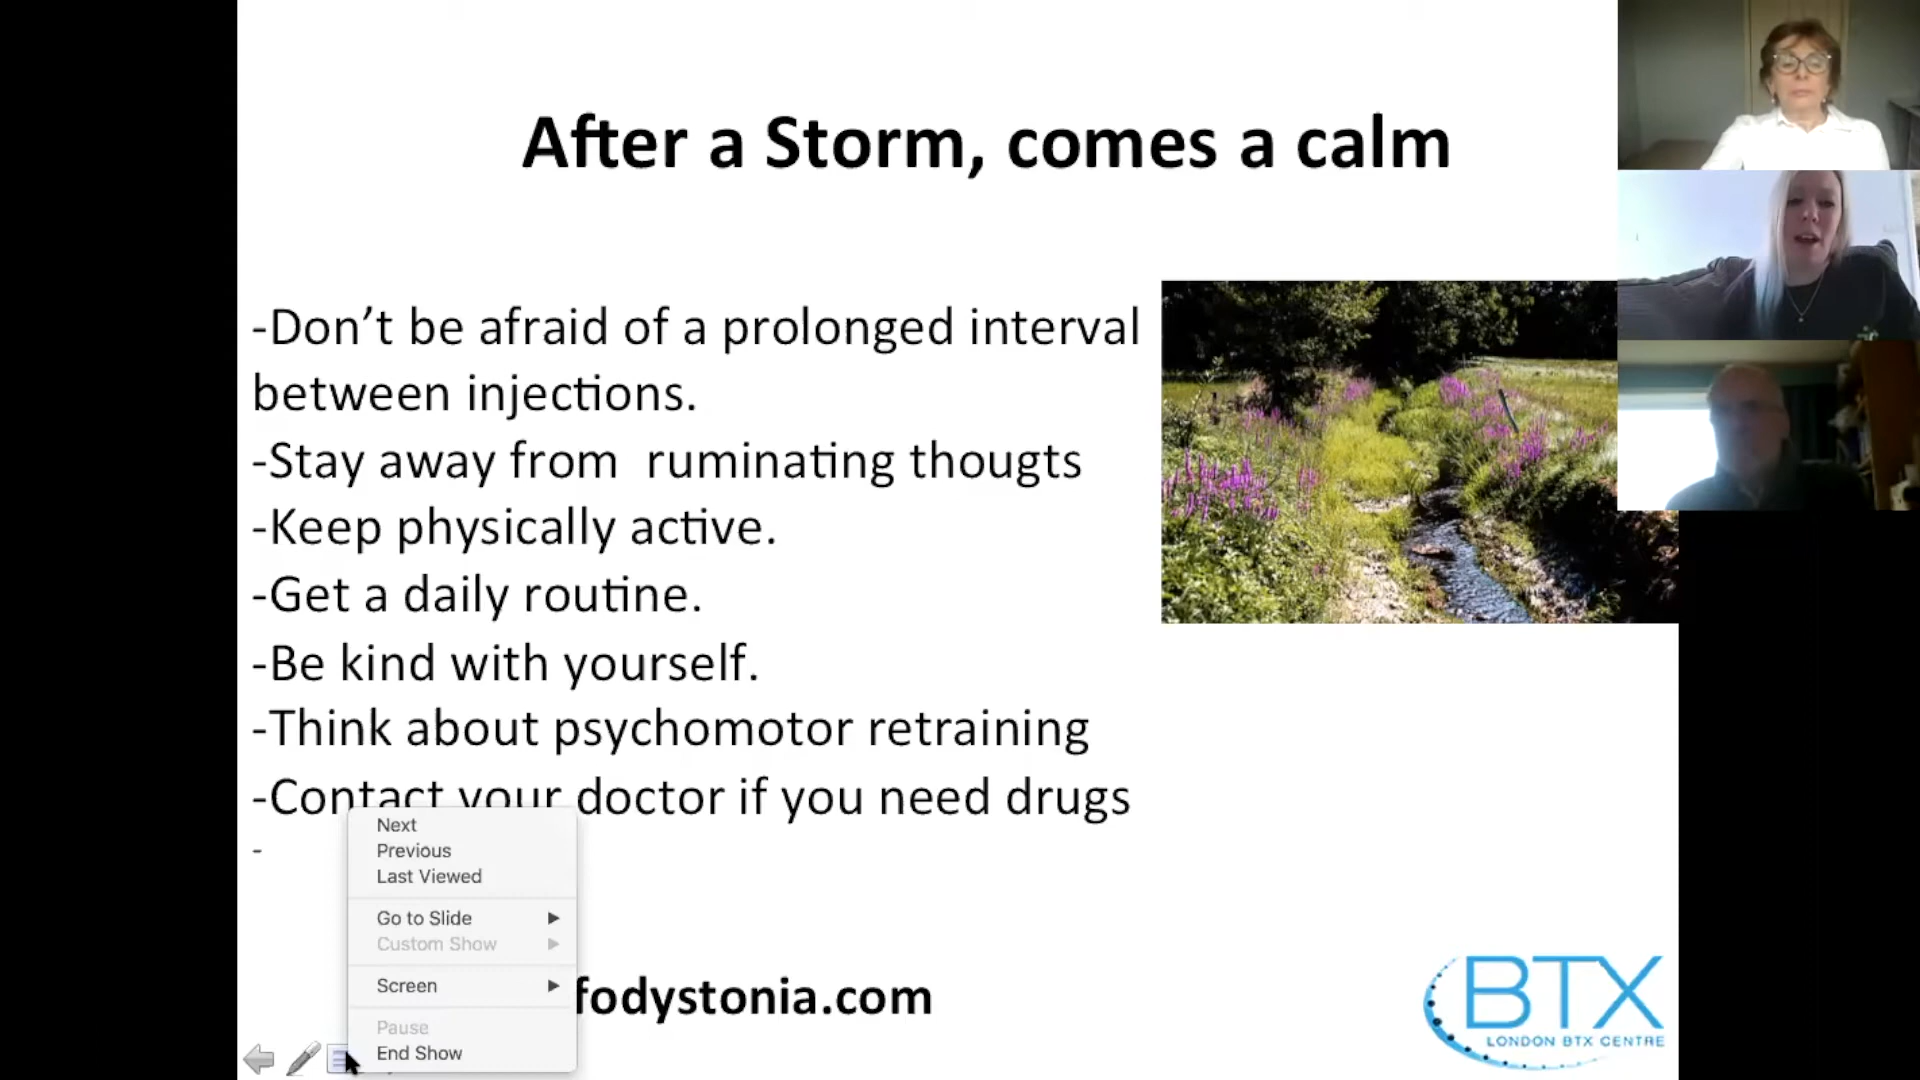 After a Storm, comes a calm
-Don't be afraid of a prolonged interval
between injections.
-Stay away from  ruminating thougts
-Keep physically active.
-Get a daily routine.
-Be kind with yourself.
-Think about psychomotor retraining
-Contact your doctor if you need drugs
-
Next
Previous
Last Viewed
Go to Slide
Custom Show
Screen
Pause
End Show
fodystonia.com
BTX
LONDON BTX CENTRE